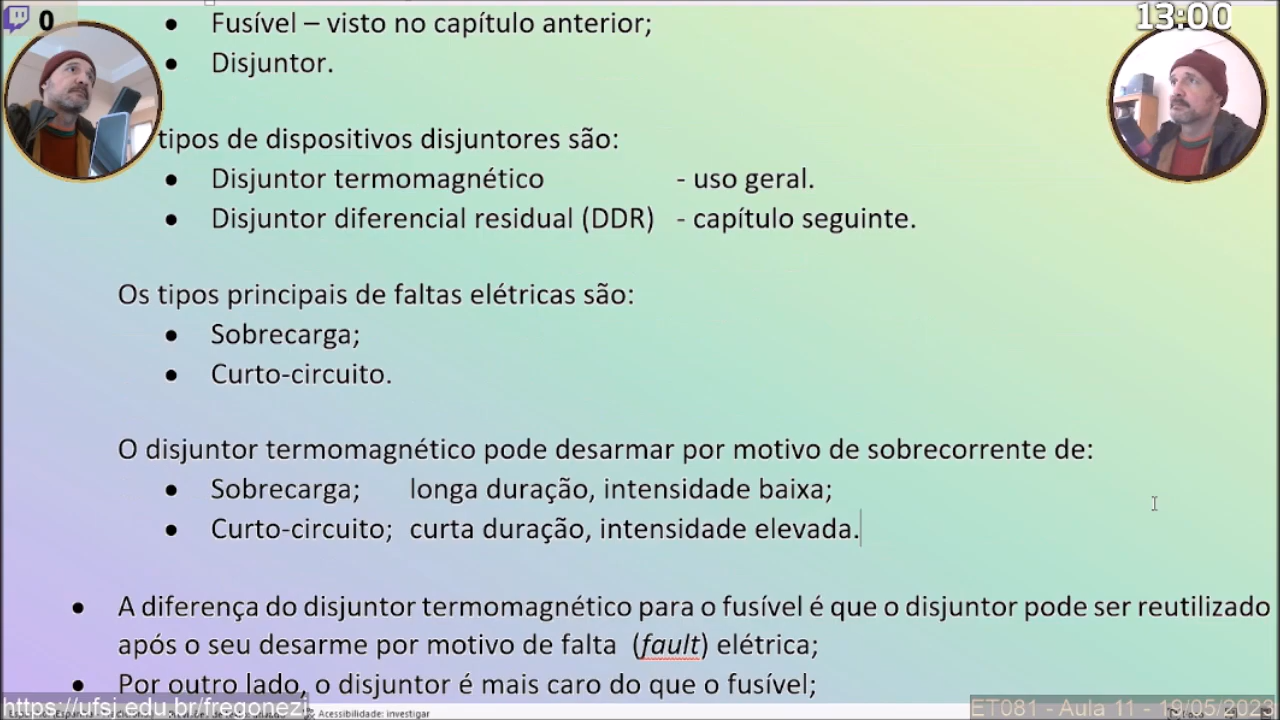 0
13:00
Fusível – visto no capítulo anterior;
Disjuntor.
tipos de dispositivos disjuntores são:
Disjuntor termomagnético - uso geral.
Disjuntor diferencial residual (DDR) - capítulo seguinte.
Os tipos principais de faltas elétricas são:
Sobrecarga;
Curto-circuito.
O disjuntor termomagnético pode desarmar por motivo de sobrecorrente de:
Sobrecarga; longa duração, intensidade baixa;
Curto-circuito; curta duração, intensidade elevada.
A diferença do disjuntor termomagnético para o fusível é que o disjuntor pode ser reutilizado
após o seu desarme por motivo de falta (fault) elétrica;
Por outro lado, o disjuntor é mais caro do que o fusível;
https://ufsj.edu.br/fregonezi
Acessibilidade: investigar
ET081 - Aula 11 - 19/05/2023